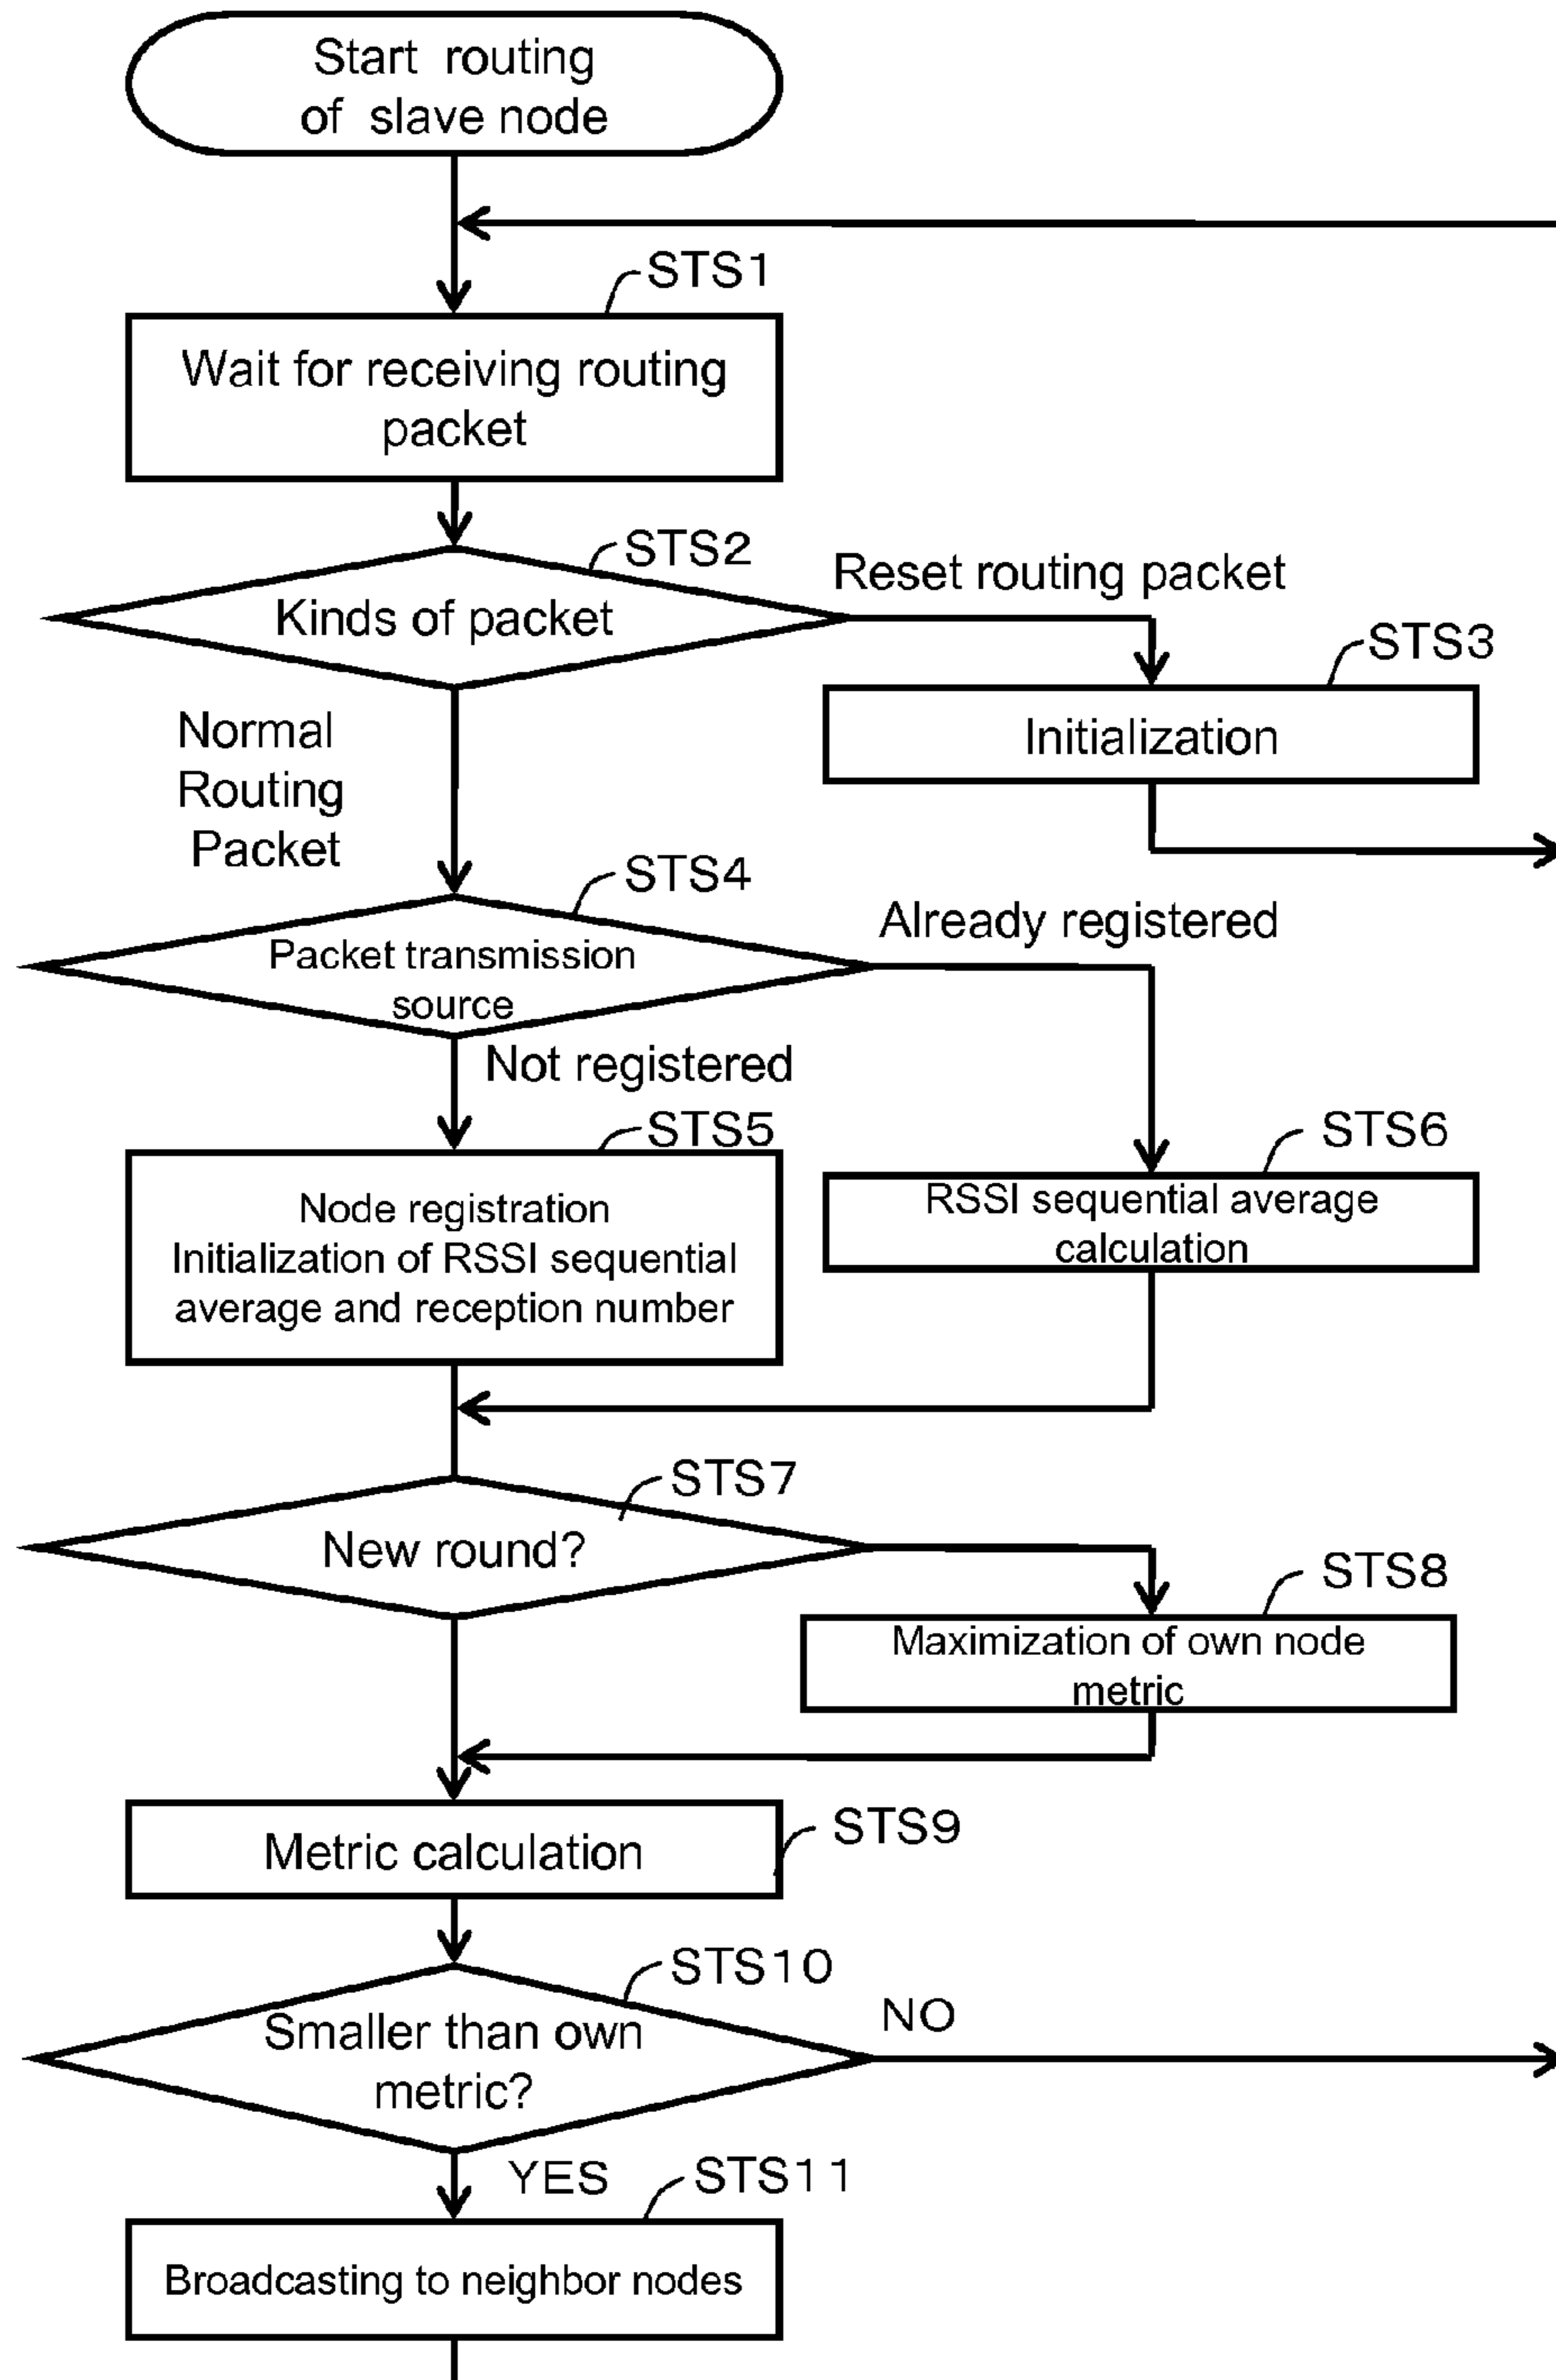 Start routing
of slave node
STS1
Wait for receiving routing
packet
STS2
Kinds of packet
Reset routing packet
STS3
Initialization
Normal
Routing
Packet
STS4
Packet transmission
source
Already registered
Not registered
STS5
Node registration
Initialization of RSSI sequential
average and reception number
STS6
RSSI sequential average
calculation
STS7
New round?
STS8
Maximization of own node
metric
STS9
Metric calculation
STS10
Smaller than own
metric?
NO
YES
STS11
Broadcasting to neighbor nodes